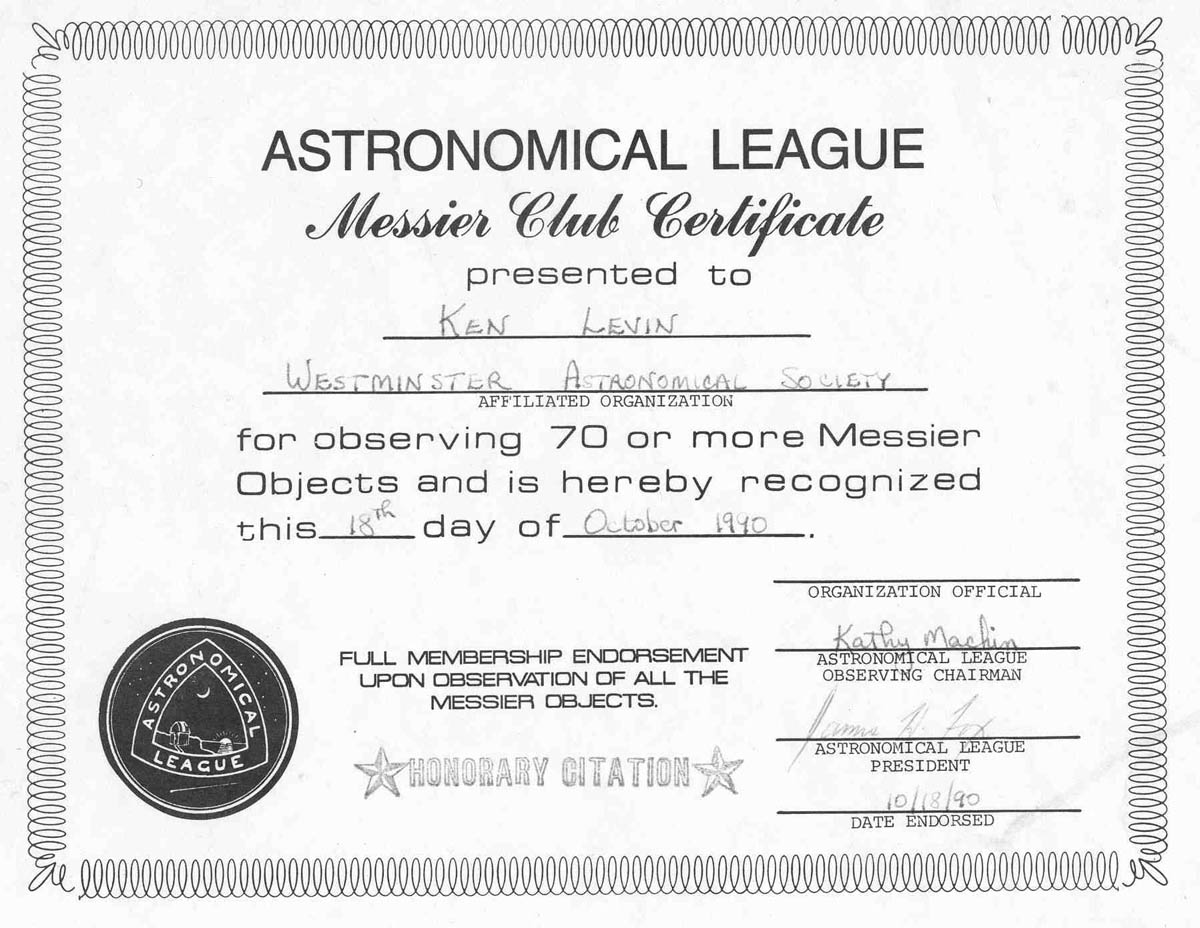 ASTRONOMICAL LEAGUE
Messier Club Certificate
presented to
KEN LEVIN
WESTMINSTER ASTRONOMICAL SOCIETY
AFFILIATED ORGANIZATION
for observing 70 or more Messier
Objects and is hereby recognized
this 18th day of October 1990.
ORGANIZATION OFFICIAL
Kathy Machin
ASTRONOMICAL LEAGUE
OBSERVING CHAIRMAN
James H. Fox
ASTRONOMICAL LEAGUE
PRESIDENT
10/18/90
DATE ENDORSED
FULL MEMBERSHIP ENDORSEMENT
UPON OBSERVATION OF ALL THE
MESSIER OBJECTS.
HONORARY CITATION
ASTRONOMICAL
LEAGUE